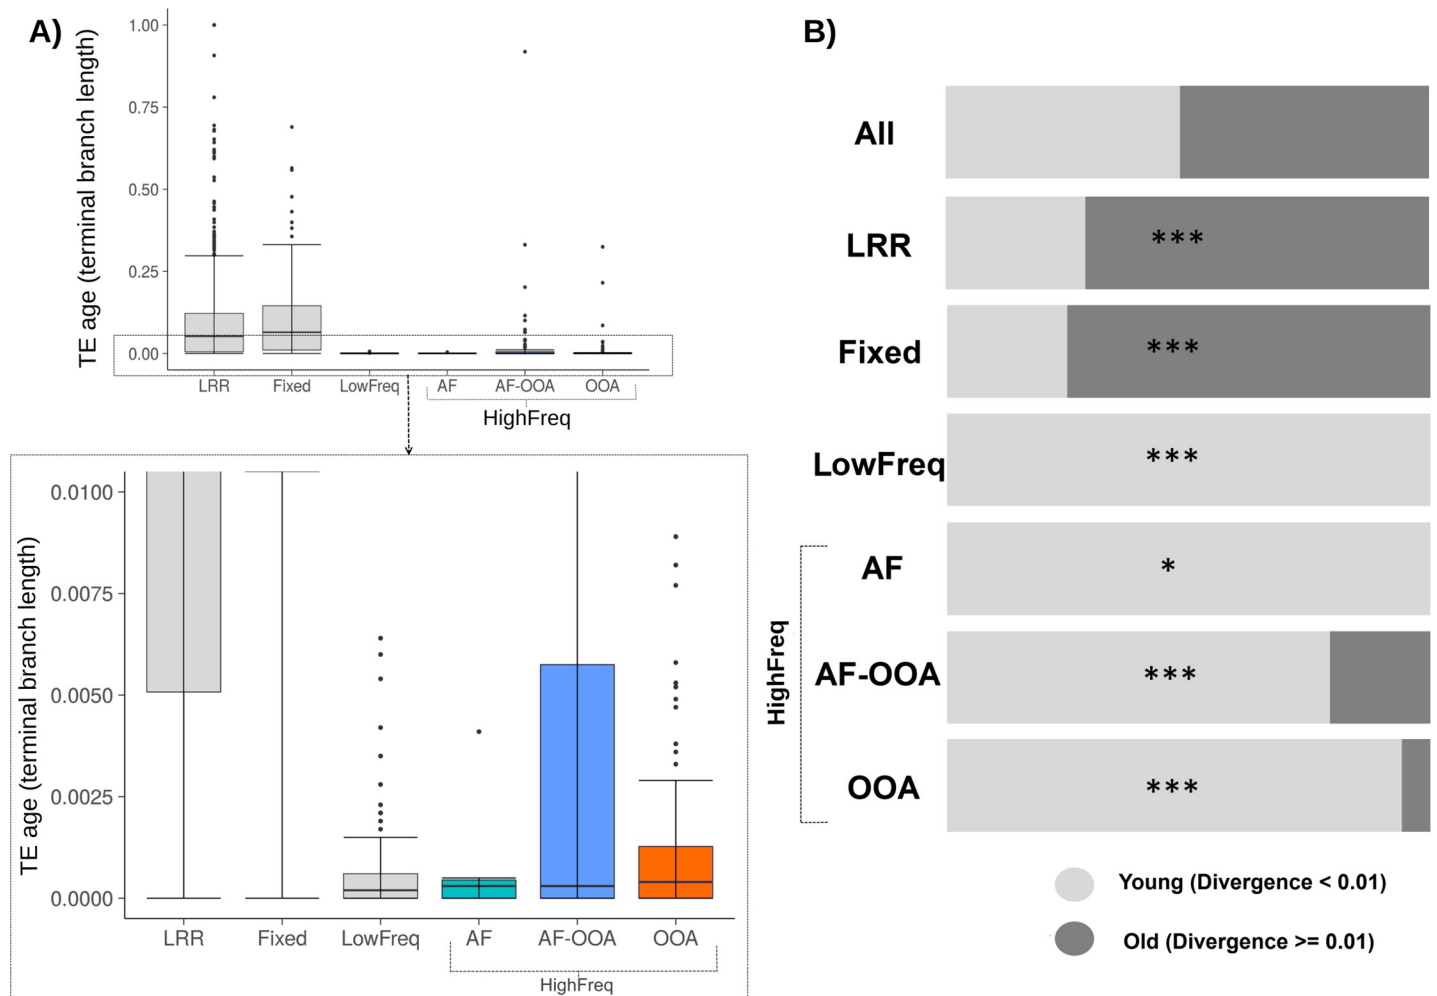 A)
TE age (terminal branch length)
1.00
0.75
0.50
0.25
0.00
LRR Fixed LowFreq AF AF-OOA OOA
HighFreq
TE age (terminal branch length)
0.0100
0.0075
0.0050
0.0025
0.0000
LRR Fixed LowFreq AF AF-OOA OOA
HighFreq
B)
All
LRR ***
Fixed ***
LowFreq ***
HighFreq
AF *
AF-OOA ***
OOA ***
Young (Divergence < 0.01)
Old (Divergence >= 0.01)